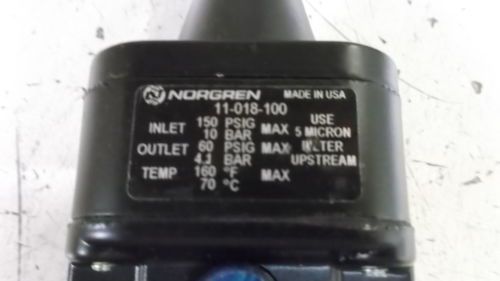 NORGREN MADE IN USA
11-018-100
INLET 150 PSIG MAX USE
10 BAR 5 MICRON
OUTLET 60 PSIG MAX FILTER
4.1 BAR UPSTREAM
TEMP 160 °F MAX
70 °C